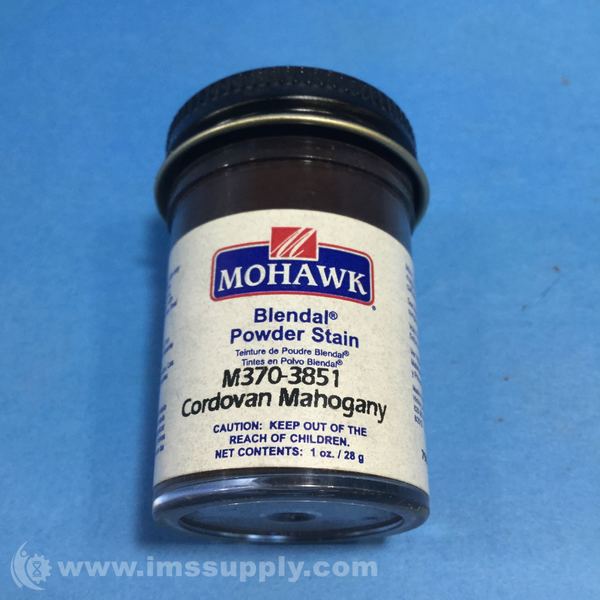 MOHAWK®
Blendal®
Powder Stain
Teinture de Poudre Blendal®
Tintes en Polvo Blendal®
M370-3851
Cordovan Mahogany
CAUTION: KEEP OUT OF THE
REACH OF CHILDREN.
NET CONTENTS: 1 oz. / 28 g
www.imssupply.com